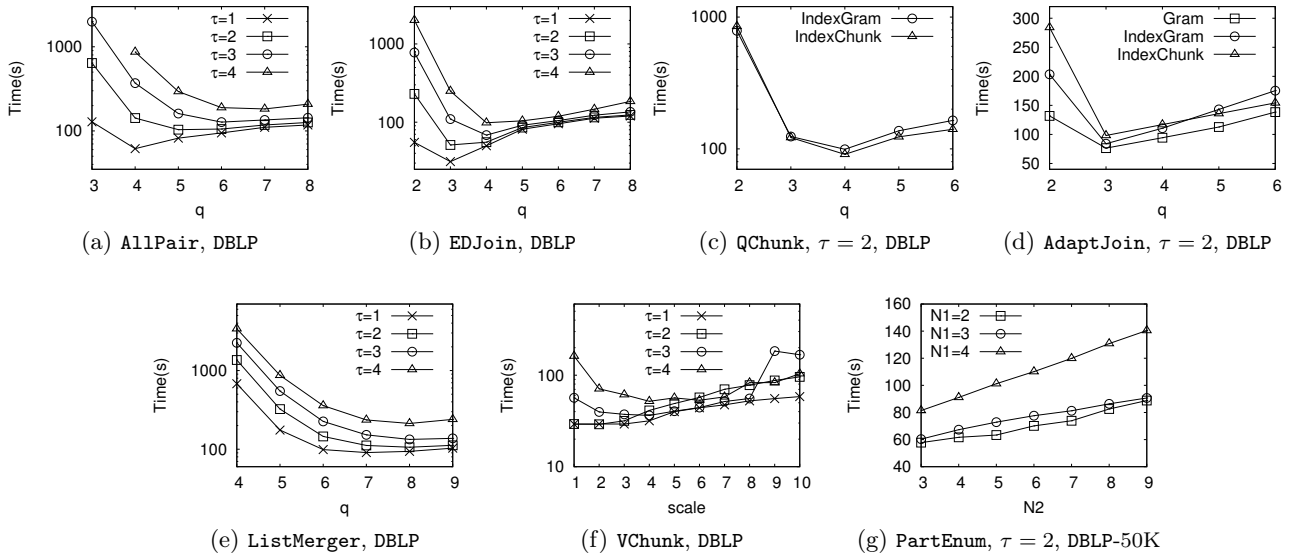 Time(s)
1000
100
3 4 5 6 7 8
q
τ=1
τ=2
τ=3
τ=4
(a) AllPair, DBLP
Time(s)
1000
100
2 3 4 5 6 7 8
q
τ=1
τ=2
τ=3
τ=4
(b) EDJoin, DBLP
Time(s)
1000
100
2 3 4 5 6
q
IndexGram
IndexChunk
(c) QChunk, τ = 2, DBLP
Time(s)
300
250
200
150
100
50
2 3 4 5 6
q
Gram
IndexGram
IndexChunk
(d) AdaptJoin, τ = 2, DBLP
Time(s)
1000
100
4 5 6 7 8 9
q
τ=1
τ=2
τ=3
τ=4
(e) ListMerger, DBLP
Time(s)
100
10
1 2 3 4 5 6 7 8 9 10
scale
τ=1
τ=2
τ=3
τ=4
(f) VChunk, DBLP
Time(s)
160
140
120
100
80
60
40
3 4 5 6 7 8 9
N2
N1=2
N1=3
N1=4
(g) PartEnum, τ = 2, DBLP-50K